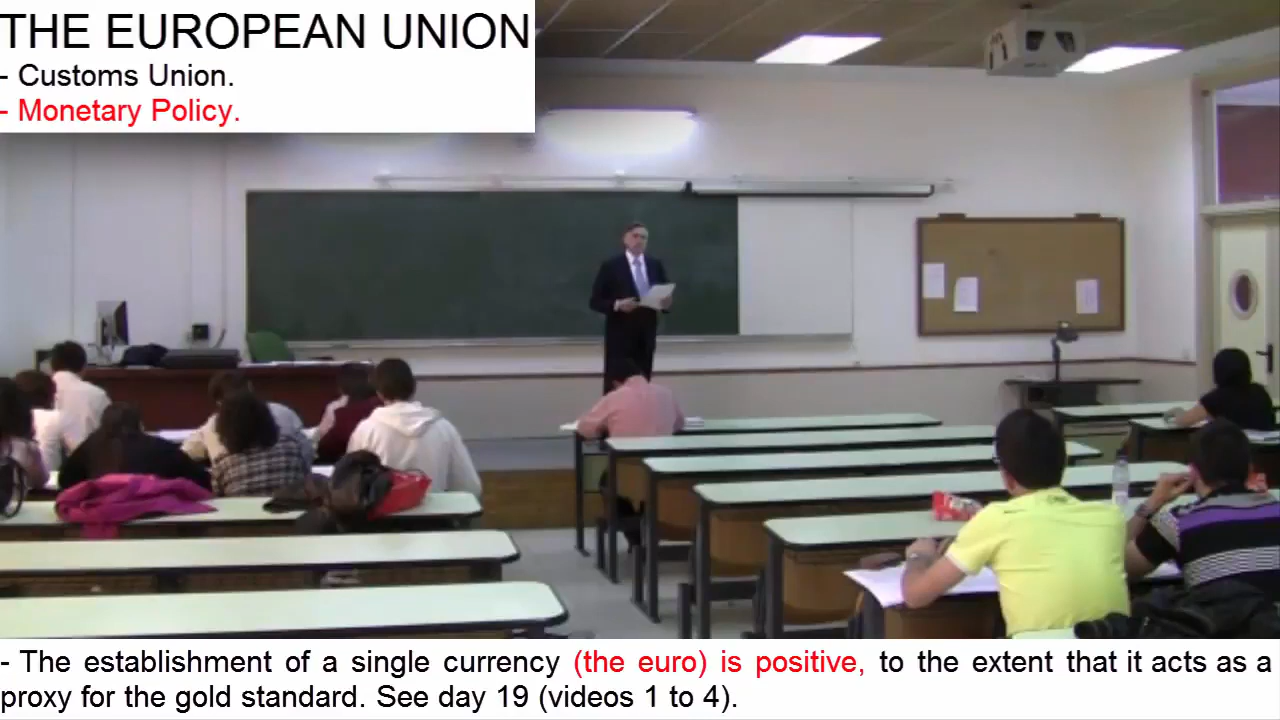 THE EUROPEAN UNION
- Customs Union.
- Monetary Policy.
- The establishment of a single currency (the euro) is positive, to the extent that it acts as a
proxy for the gold standard. See day 19 (videos 1 to 4).